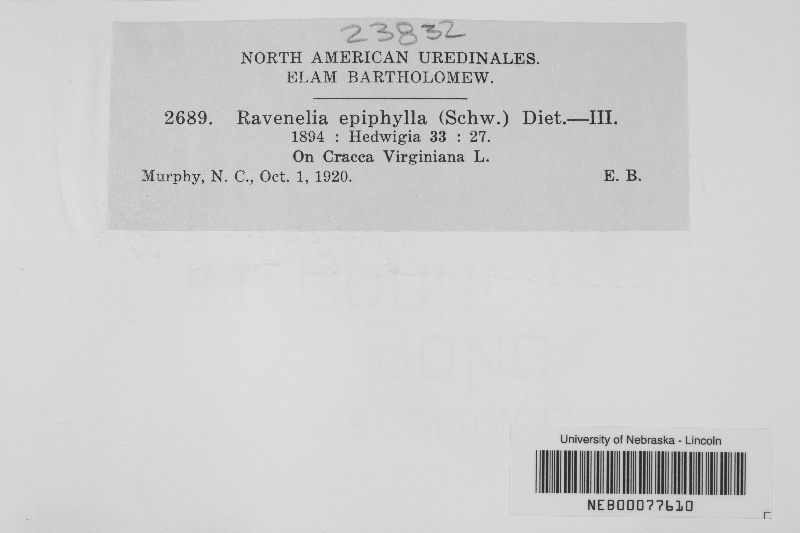 23832
NORTH AMERICAN UREDINALES.
ELAM BARTHOLOMEW.
2689. Ravenelia epiphylla (Schw.) Diet.—III.
1894 : Hedwigia 33 : 27.
On Cracca Virginiana L.
Murphy, N. C., Oct. 1, 1920. E. B.
University of Nebraska - Lincoln
NEB00077610